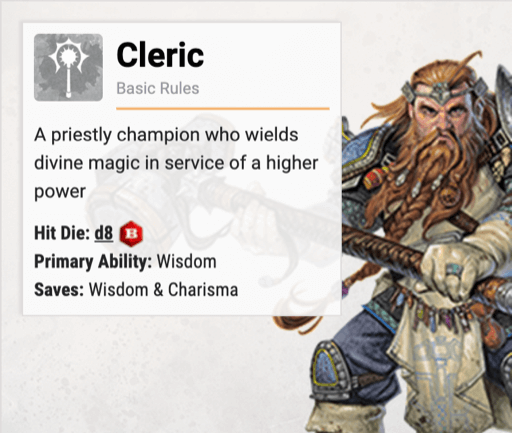 Cleric
Basic Rules
A priestly champion who wields
divine magic in service of a higher
power
Hit Die: d8 B
Primary Ability: Wisdom
Saves: Wisdom & Charisma